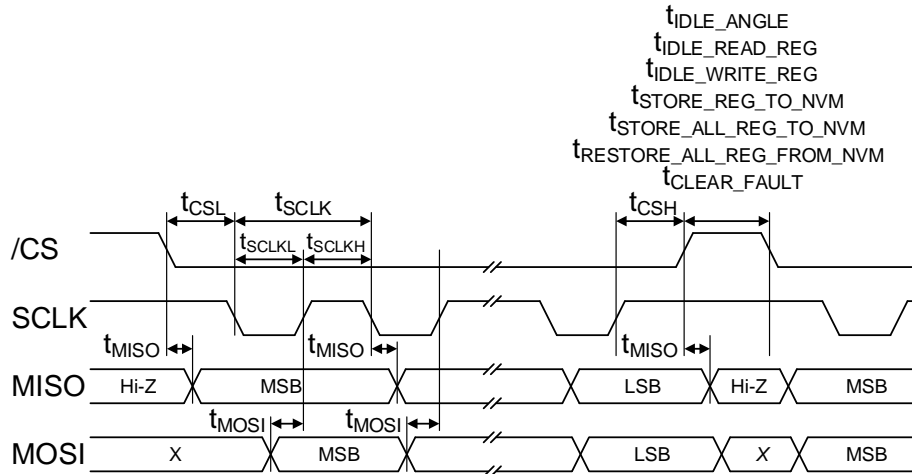 tIDLE_ANGLE
tIDLE_READ_REG
tIDLE_WRITE_REG
tSTORE_REG_TO_NVM
tSTORE_ALL_REG_TO_NVM
tRESTORE_ALL_REG_FROM_NVM
tCLEAR_FAULT
tCSL tSCLK tCSH
/CS tSCLKL tSCLKH
SCLK
tMISO tMISO tMISO
MISO Hi-Z MSB LSB Hi-Z MSB
tMOSI tMOSI
MOSI X MSB LSB X MSB